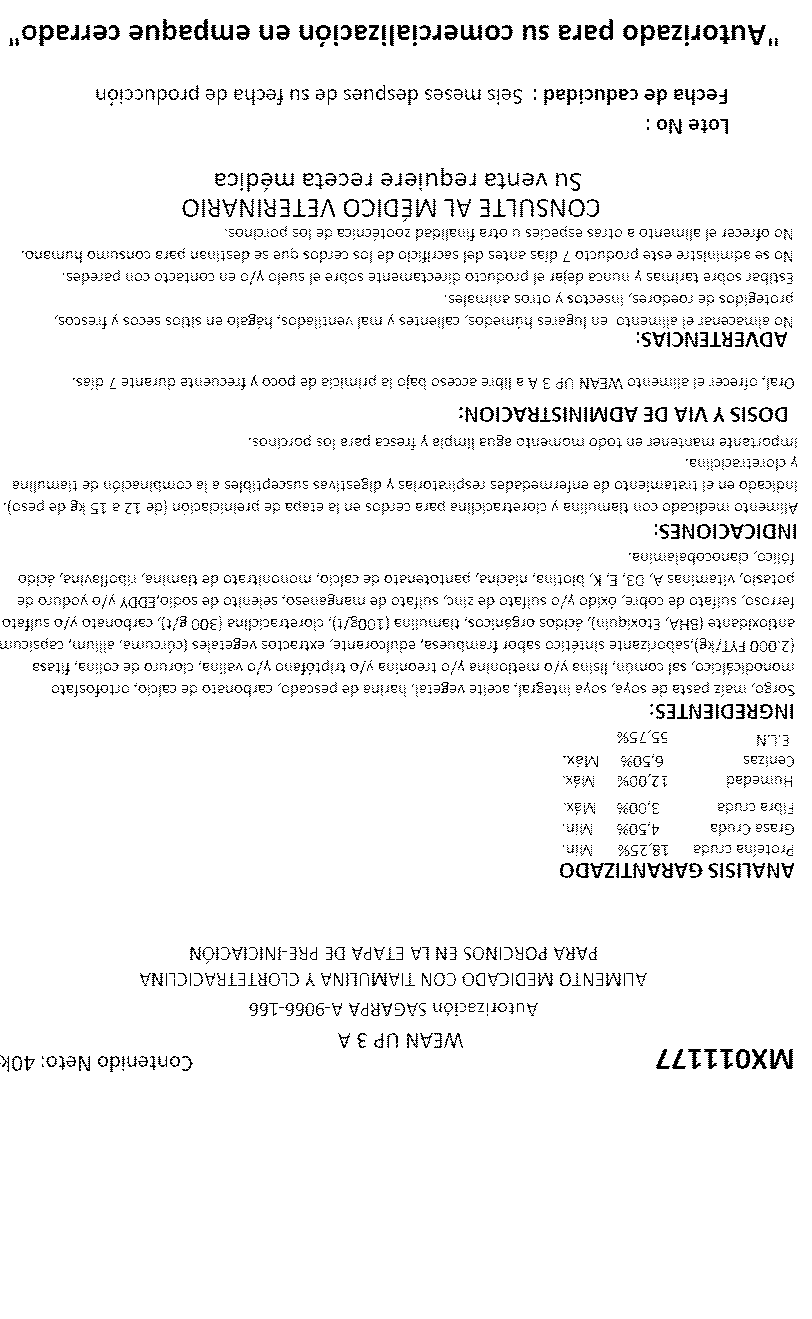 MX011177
Contenido Neto: 40k
WEAN UP 3 A
Autorización SAGARPA A-9066-166
ALIMENTO MEDICADO CON TIAMULINA Y CLORTETRACICLINA
PARA PORCINOS EN LA ETAPA DE PRE-INICIACIÓN
ANALISIS GARANTIZADO
Proteína cruda 18,25% Min.
Grasa Cruda 4,50% Min.
Fibra cruda 3,00% Máx.
Humedad 12,00% Máx.
Cenizas 6,50% Máx.
E.L.N 55,75%
INGREDIENTES:
Sorgo, maíz pasta de soya, soya integral, aceite vegetal, harina de pescado, carbonato de calcio, ortofosfato
monodicálcico, sal común, lisina y/o metionina y/o treonina y/o triptófano y/o valina, cloruro de colina, fitasa
(2.000 FYT/kg),saborizante sintético sabor frambuesa, edulcorante, extractos vegetales (cúrcuma, allium, capsicum
antioxidante (BHA, Etoxiquin), ácidos orgánicos, tiamulina (100g/t), cloretraciclina (300 g/t), carbonato y/o sulfato
ferroso, sulfato de cobre, óxido y/o sulfato de zinc, sulfato de manganeso, selenito de sodio,EDDY y/o yoduro de
potasio, vitaminas A, D3, E, K, biotina, niacina, pantotenato de calcio, mononitrato de tiamina, riboflavina, ácido
fólico, cianocobalamina.
INDICACIONES:
Alimento medicado con tiamulina y cloretraciclina para cerdos en la etapa de preiniciación (de 12 a 15 kg de peso).
Indicado en el tratamiento de enfermedades respiratorias y digestivas susceptibles a la combinación de tiamulina
y cloretraciclina.
Importante mantener en todo momento agua limpia y fresca para los porcinos.
DOSIS Y VIA DE ADMINISTRACION:
Oral, ofrecer el alimento WEAN UP 3 A a libre acceso bajo la primicia de poco y frecuente durante 7 días.
ADVERTENCIAS:
No almacenar el alimento en lugares húmedos, calientes y mal ventilados, hágalo en sitios secos y frescos,
protegidos de roedores, insectos y otros animales.
Estibar sobre tarimas y nunca dejar el producto directamente sobre el suelo y/o en contacto con paredes.
No se administre este producto 7 días antes del sacrificio de los cerdos que se destinan para consumo humano.
No ofrecer el alimento a otras especies u otra finalidad zootécnica de los porcinos.
CONSULTE AL MÉDICO VETERINARIO
Su venta requiere receta médica
Lote No :
Fecha de caducidad : Seis meses despues de su fecha de producción
"Autorizado para su comercialización en empaque cerrado"